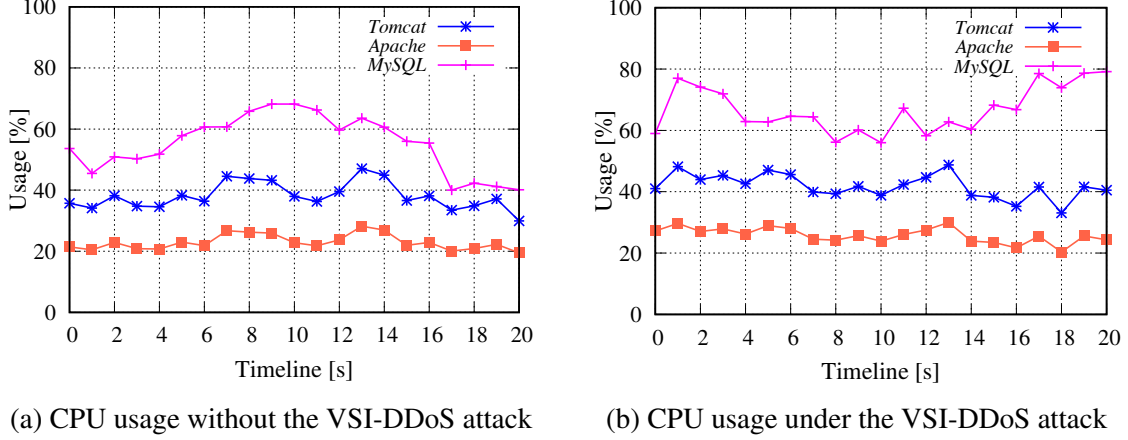 100
80
60
40
20
0
Usage [%]
Tomcat
Apache
MySQL
0 2 4 6 8 10 12 14 16 18 20
Timeline [s]
(a) CPU usage without the VSI-DDoS attack
100
80
60
40
20
0
Usage [%]
Tomcat
Apache
MySQL
0 2 4 6 8 10 12 14 16 18 20
Timeline [s]
(b) CPU usage under the VSI-DDoS attack